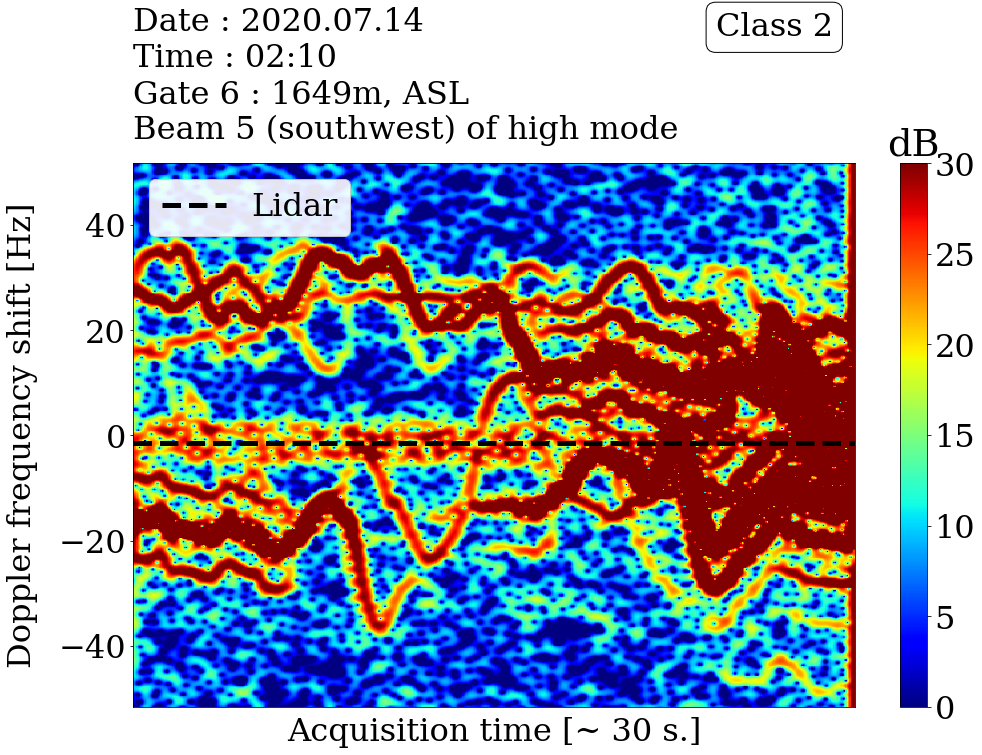 Date : 2020.07.14
Time : 02:10
Gate 6 : 1649m, ASL
Beam 5 (southwest) of high mode
Class 2
dB
Lidar
Doppler frequency shift [Hz]
40
20
0
−20
−40
30
25
20
15
10
5
0
Acquisition time [~ 30 s.]